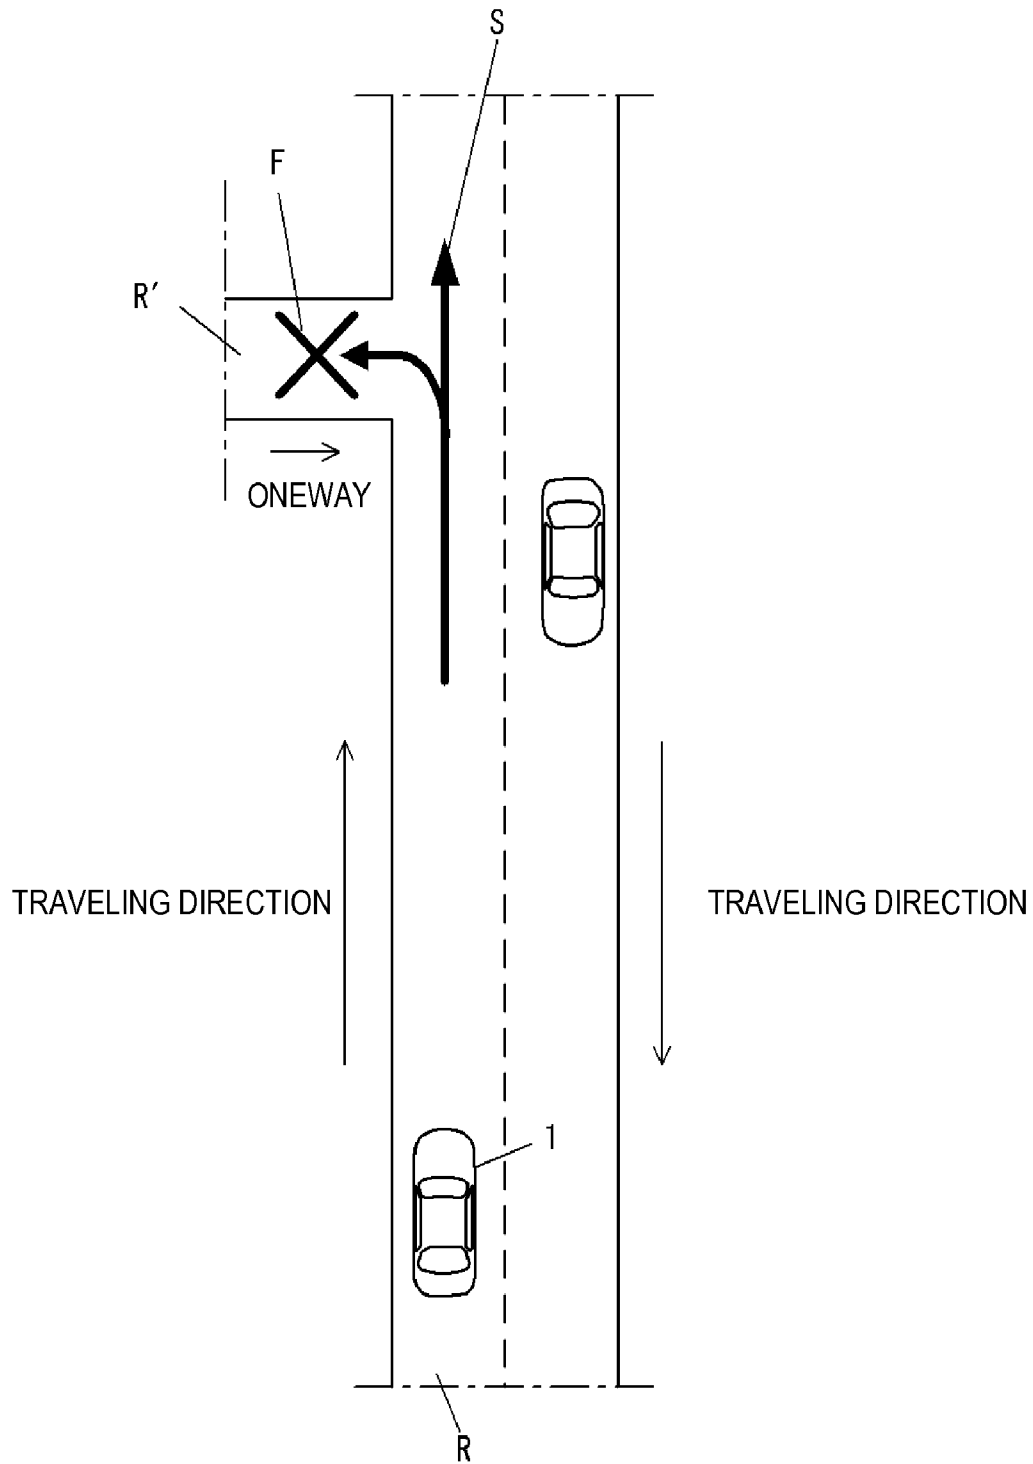 S
F
R′
ONEWAY
TRAVELING DIRECTION
TRAVELING DIRECTION
1
R